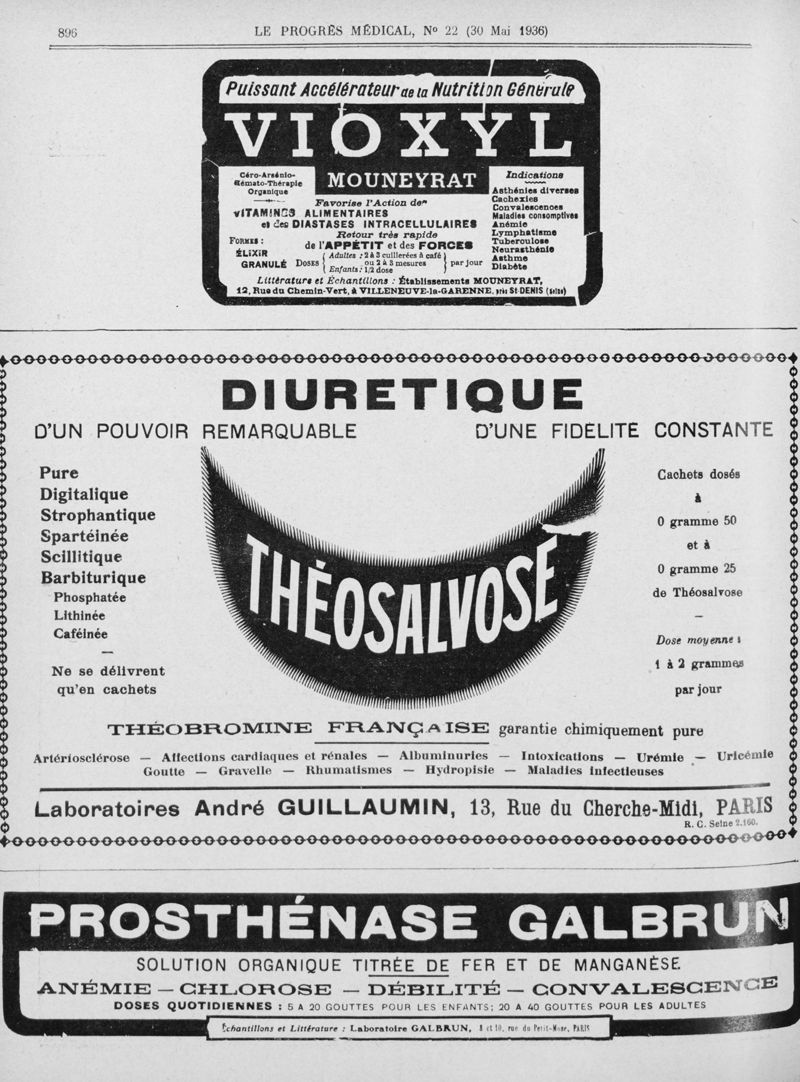 896
LE PROGRÈS MÉDICAL, No 22 (30 Mai 1936)
Puissant Accélérateur de la Nutrition Générale
VIOXYL
MOUNEYRAT
Céro-Arsénio-
Hémato-Thérapie
Organique
Favorise l'Action des
VITAMINES ALIMENTAIRES
et des DIASTASES INTRACELLULAIRES
Retour très rapide
de l'APPÉTIT et des FORCES
FORMES :
ÉLIXIR
GRANULÉ
DOSES
Adultes : 2 à 3 cuillerées à café
ou 2 à 3 mesures
Enfants : 1/2 dose
par jour
Indications
Asthénies diverses
Cachexies
Convalescences
Maladies consomptives
Anémie
Lymphatisme
Tuberculose
Neurasthénie
Asthme
Diabète
Littérature et Échantillons : Établissements MOUNEYRAT,
12, Rue du Chemin-Vert, à VILLENEUVE-la-GARENNE, près St-DENIS (Seine)
DIURETIQUE
D'UN POUVOIR REMARQUABLE D'UNE FIDELITE CONSTANTE
Pure
Digitalique
Strophantique
Spartéinée
Scillitique
Barbiturique
Phosphatée
Lithinée
Caféinée
—
Ne se délivrent
qu'en cachets
THÉOSALVOSE
Cachets dosés
à
0 gramme 50
et à
0 gramme 25
de Théosalvose
—
Dose moyenne :
1 à 2 grammes
par jour
THÉOBROMINE FRANÇAISE garantie chimiquement pure
Artériosclérose — Affections cardiaques et rénales — Albuminuries — Intoxications — Urémie — Uricémie
Goutte — Gravelle — Rhumatismes — Hydropisie — Maladies infectieuses
Laboratoires André GUILLAUMIN, 13, Rue du Cherche-Midi, PARIS
R. C. Seine 2.160.
PROSTHÉNASE GALBRUN
SOLUTION ORGANIQUE TITRÉE DE FER ET DE MANGANÈSE
ANÉMIE — CHLOROSE — DÉBILITÉ — CONVALESCENCE
DOSES QUOTIDIENNES : 5 A 20 GOUTTES POUR LES ENFANTS; 20 A 40 GOUTTES POUR LES ADULTES
Échantillons et Littérature : Laboratoire GALBRUN, 8 et 10, rue du Petit-Musc, PARIS